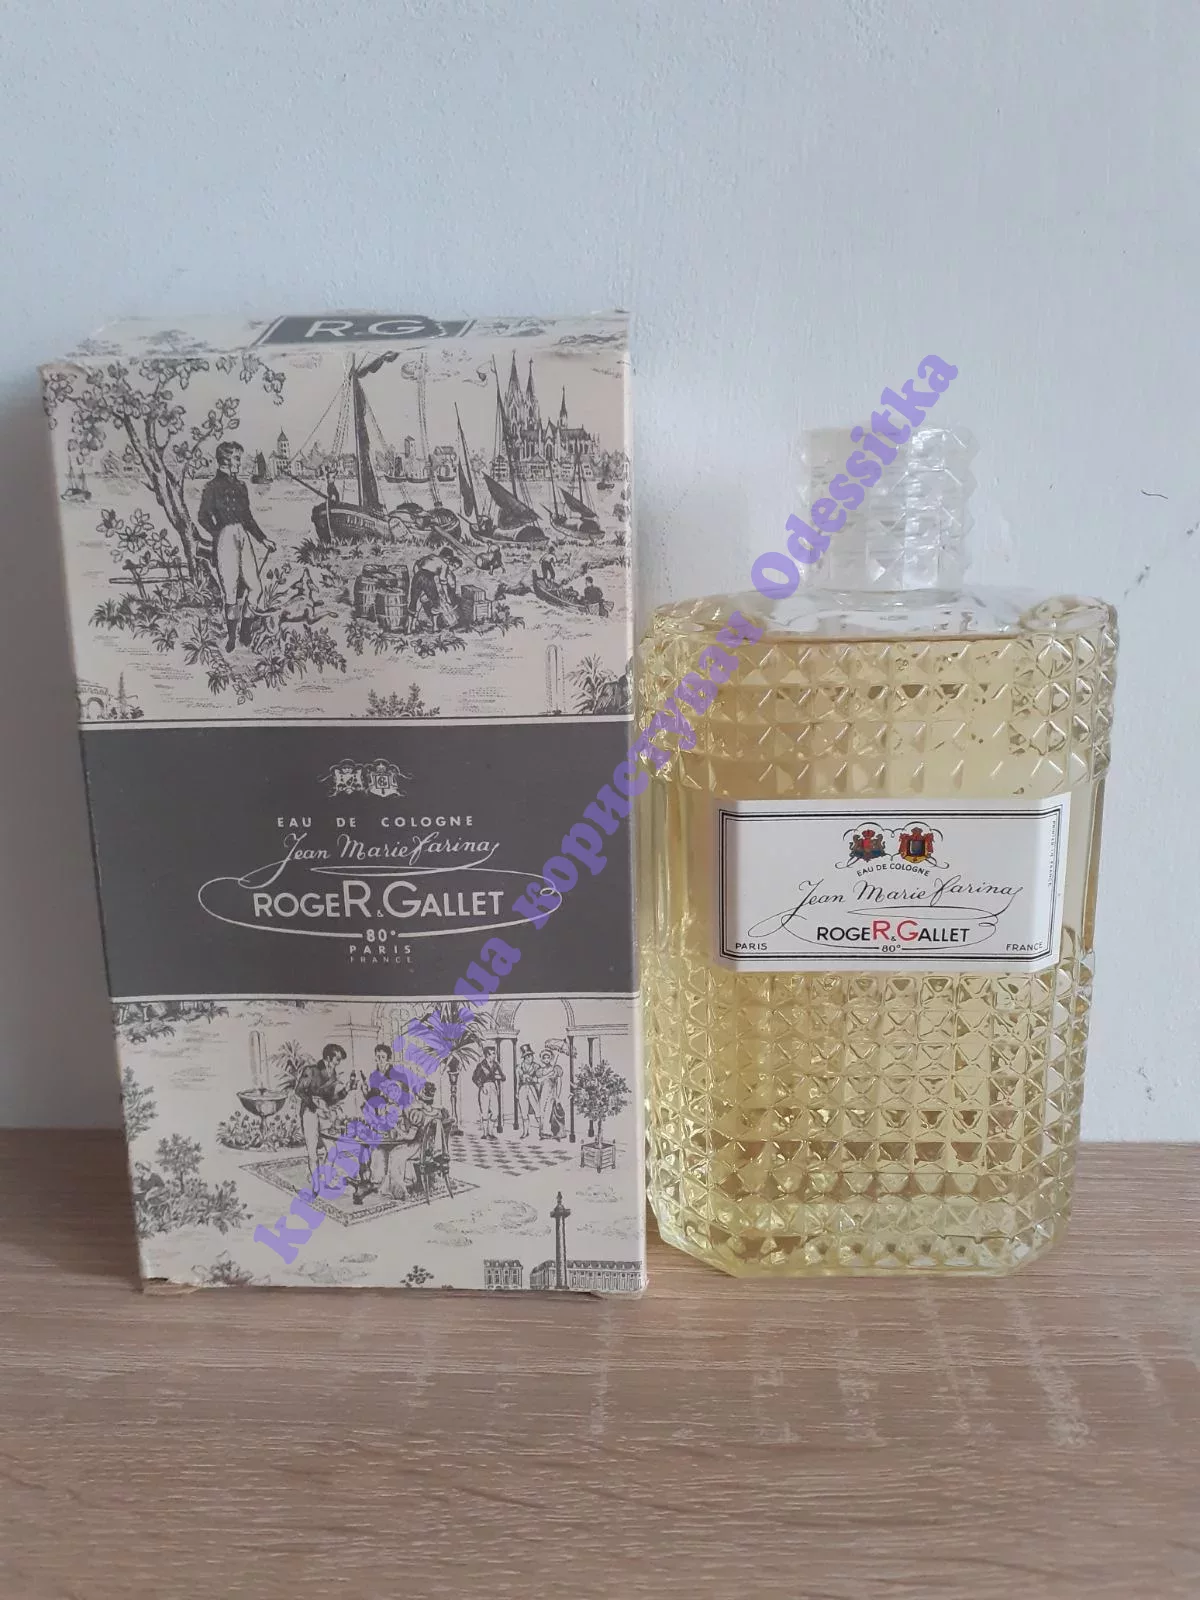 R.G
EAU DE COLOGNE
Jean Marie Farina
ROGER & GALLET
80°
PARIS
FRANCE
EAU DE COLOGNE
Jean Marie Farina
ROGER & GALLET
PARIS
80°
FRANCE
kremebnik.ua користувач Odessitka